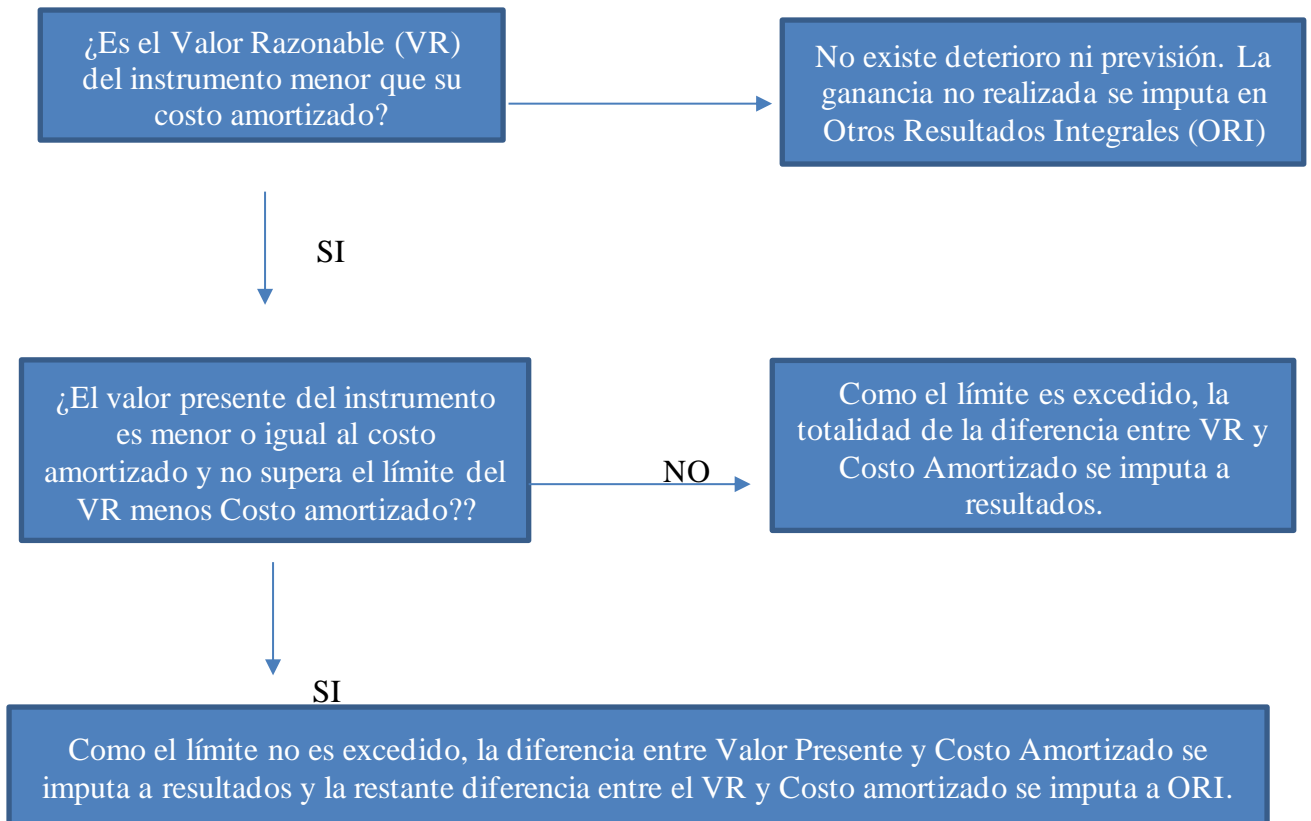 ¿Es el Valor Razonable (VR)
del instrumento menor que su
costo amortizado?
No existe deterioro ni previsión. La
ganancia no realizada se imputa en
Otros Resultados Integrales (ORI)
SI
¿El valor presente del instrumento
es menor o igual al costo
amortizado y no supera el límite del
VR menos Costo amortizado??
NO
Como el límite es excedido, la
totalidad de la diferencia entre VR y
Costo Amortizado se imputa a
resultados.
SI
Como el límite no es excedido, la diferencia entre Valor Presente y Costo Amortizado se
imputa a resultados y la restante diferencia entre el VR y Costo amortizado se imputa a ORI.